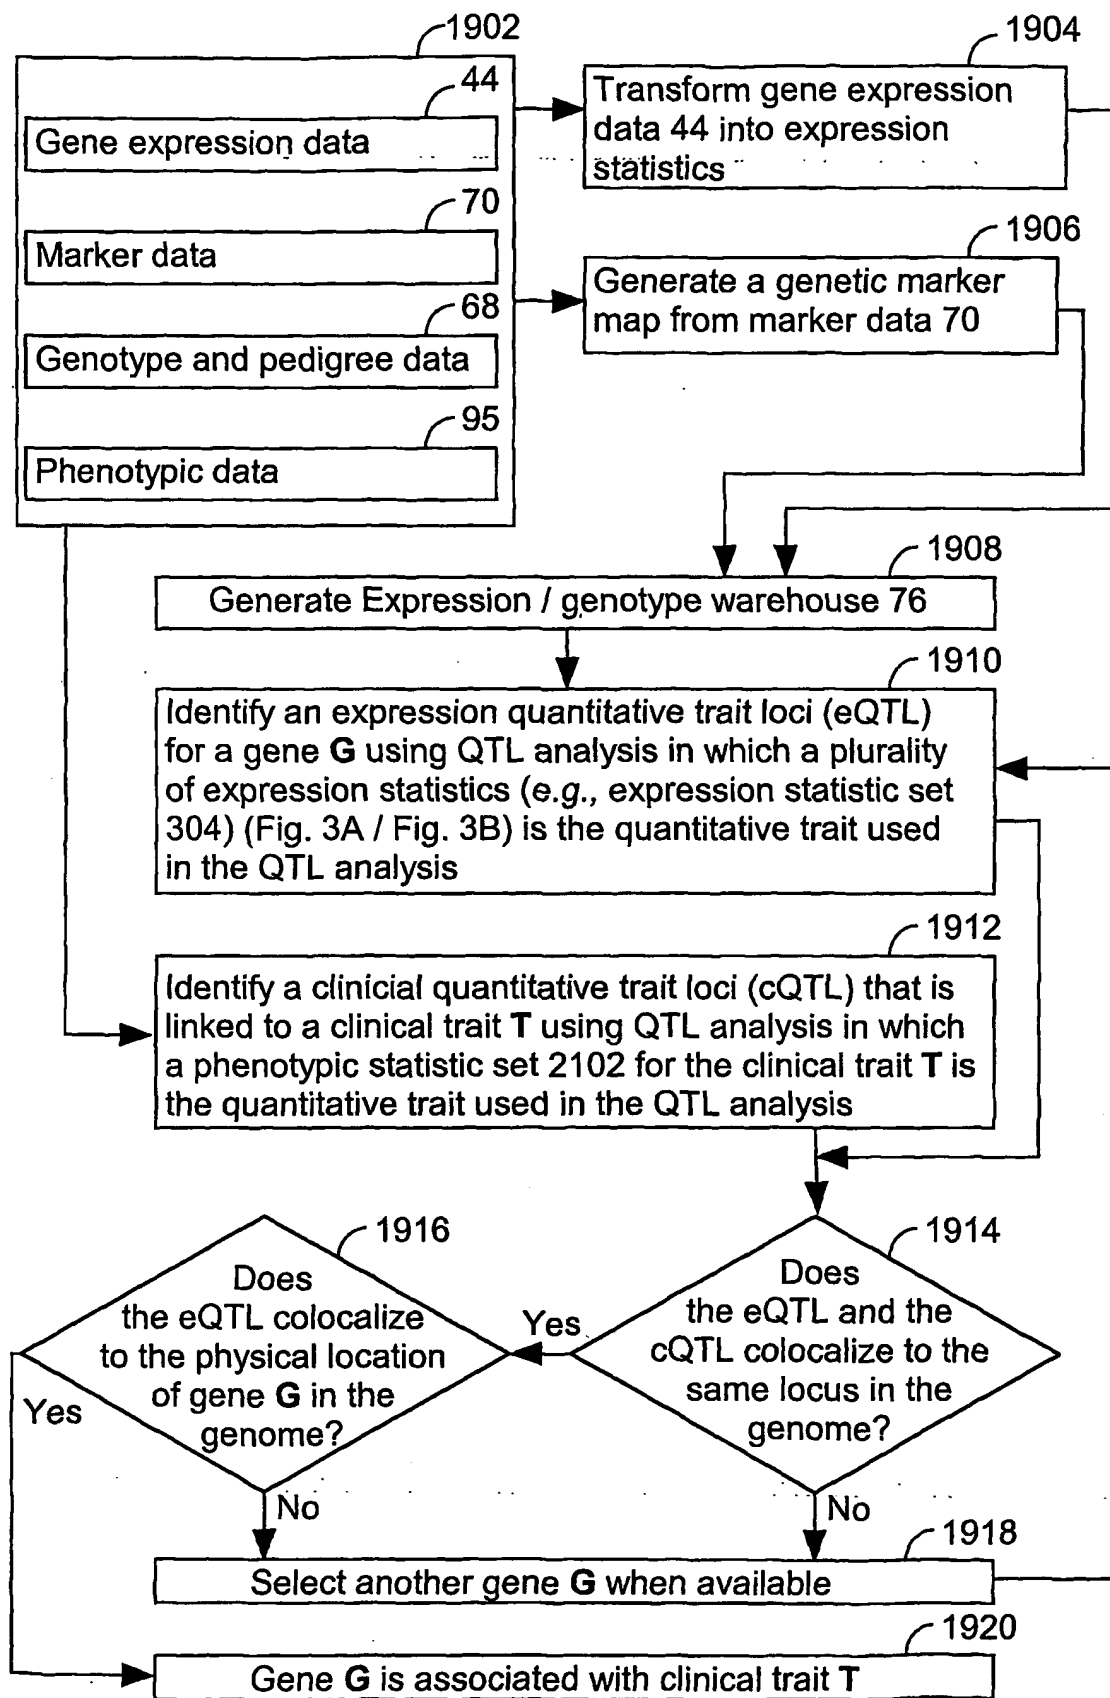 1902
44
Gene expression data
70
Marker data
68
Genotype and pedigree data
95
Phenotypic data
1904
Transform gene expression
data 44 into expression
statistics
1906
Generate a genetic marker
map from marker data 70
1908
Generate Expression / genotype warehouse 76
1910
Identify an expression quantitative trait loci (eQTL)
for a gene G using QTL analysis in which a plurality
of expression statistics (e.g., expression statistic set
304) (Fig. 3A / Fig. 3B) is the quantitative trait used
in the QTL analysis
1912
Identify a clinicial quantitative trait loci (cQTL) that is
linked to a clinical trait T using QTL analysis in which
a phenotypic statistic set 2102 for the clinical trait T is
the quantitative trait used in the QTL analysis
1914
Does
the eQTL and the
cQTL colocalize to the
same locus in the
genome?
Yes
No
1916
Does
the eQTL colocalize
to the physical location
of gene G in the
genome?
Yes
No
1918
Select another gene G when available
1920
Gene G is associated with clinical trait T